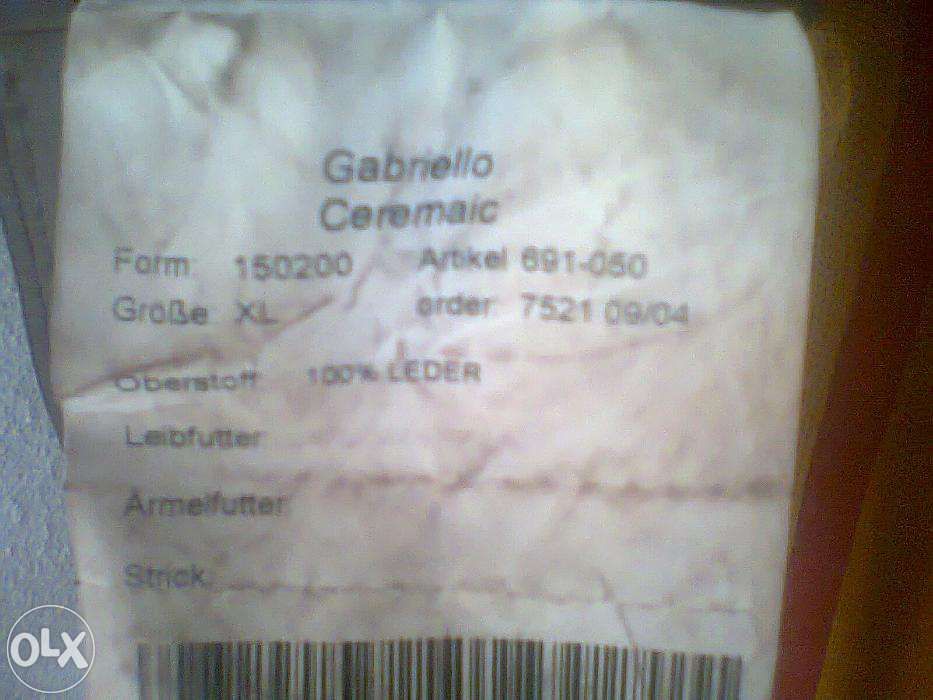 Gabriello
Ceremaic
Form: 150200 Artikel 691-050
Größe: XL order: 7521 09/04
Oberstoff: 100% LEDER
Leibfutter:
Ärmelfutter:
Strick:
OLX